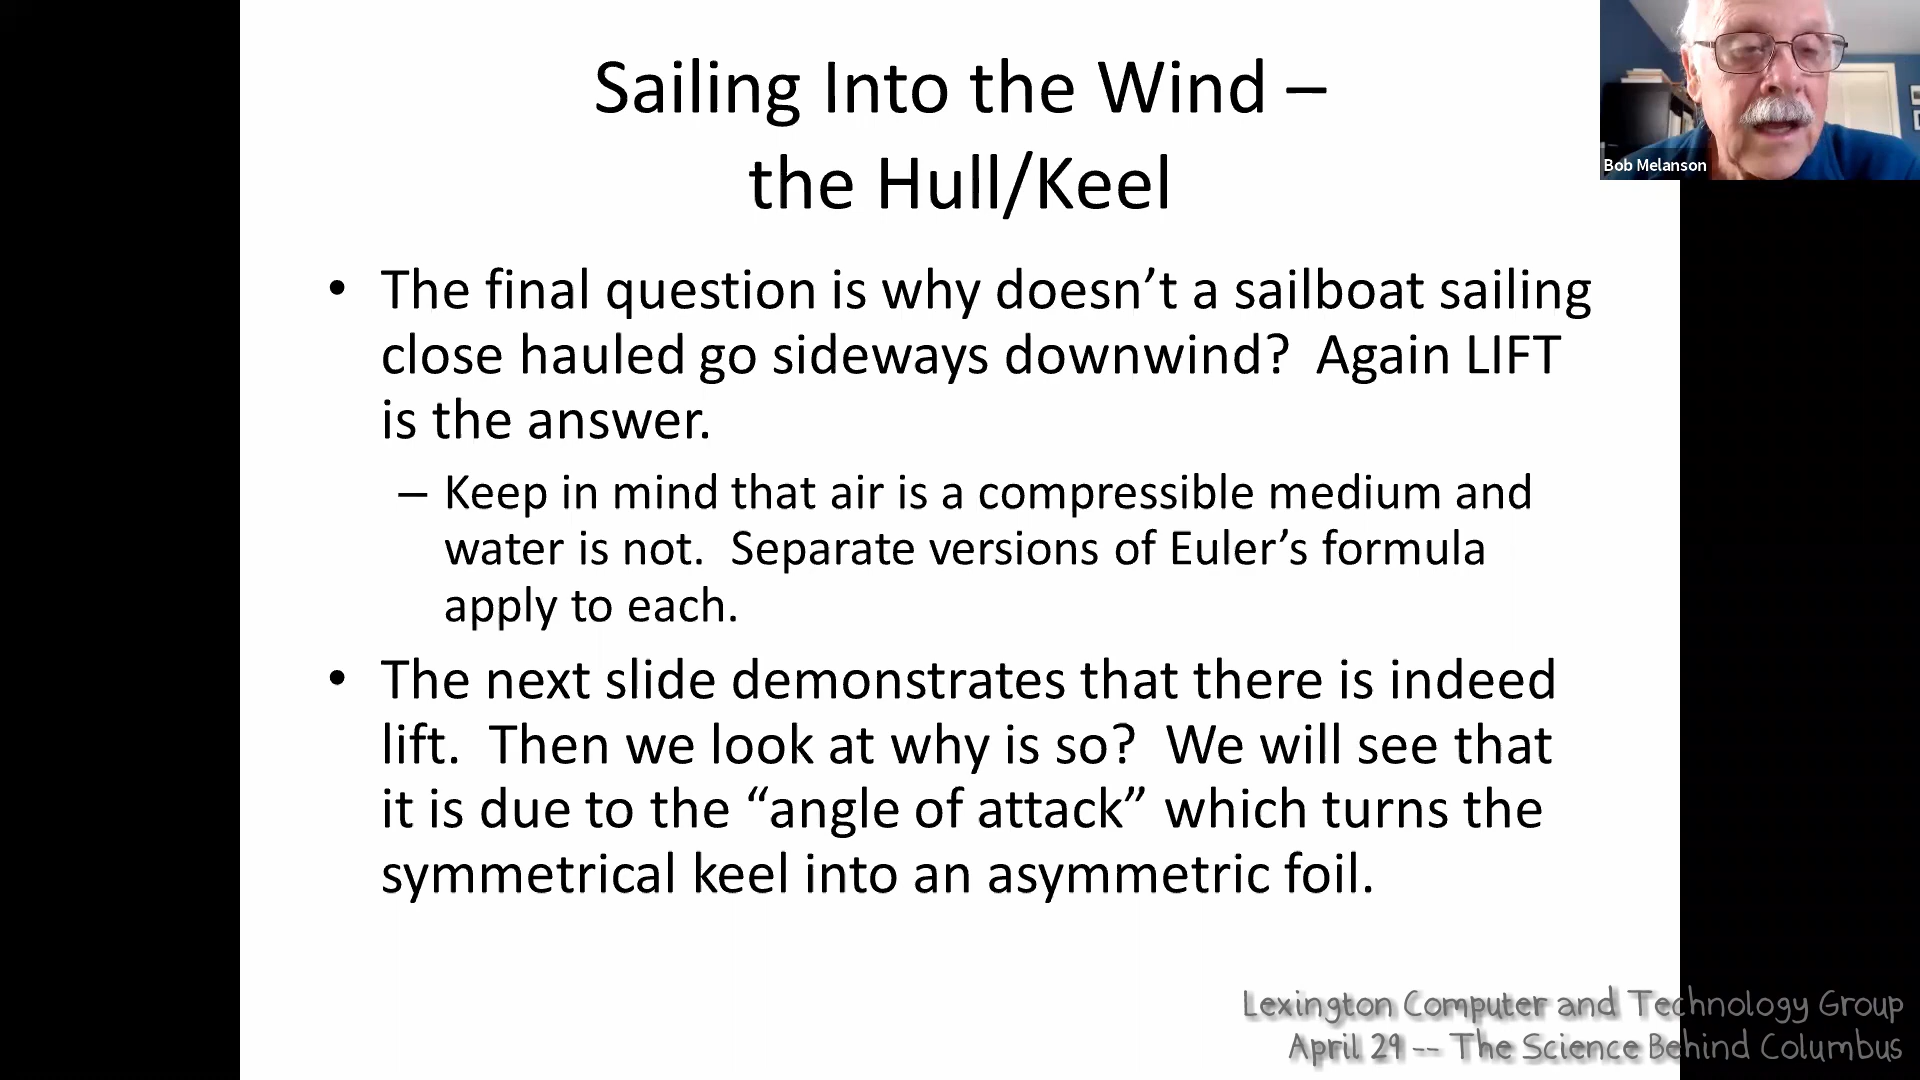 Sailing Into the Wind –
the Hull/Keel
• The final question is why doesn’t a sailboat sailing
close hauled go sideways downwind?  Again LIFT
is the answer.
– Keep in mind that air is a compressible medium and
water is not.  Separate versions of Euler’s formula
apply to each.
• The next slide demonstrates that there is indeed
lift.  Then we look at why is so?  We will see that
it is due to the “angle of attack” which turns the
symmetrical keel into an asymmetric foil.
Bob Melanson
Lexington Computer and Technology Group
April 29 -- The Science Behind Columbus